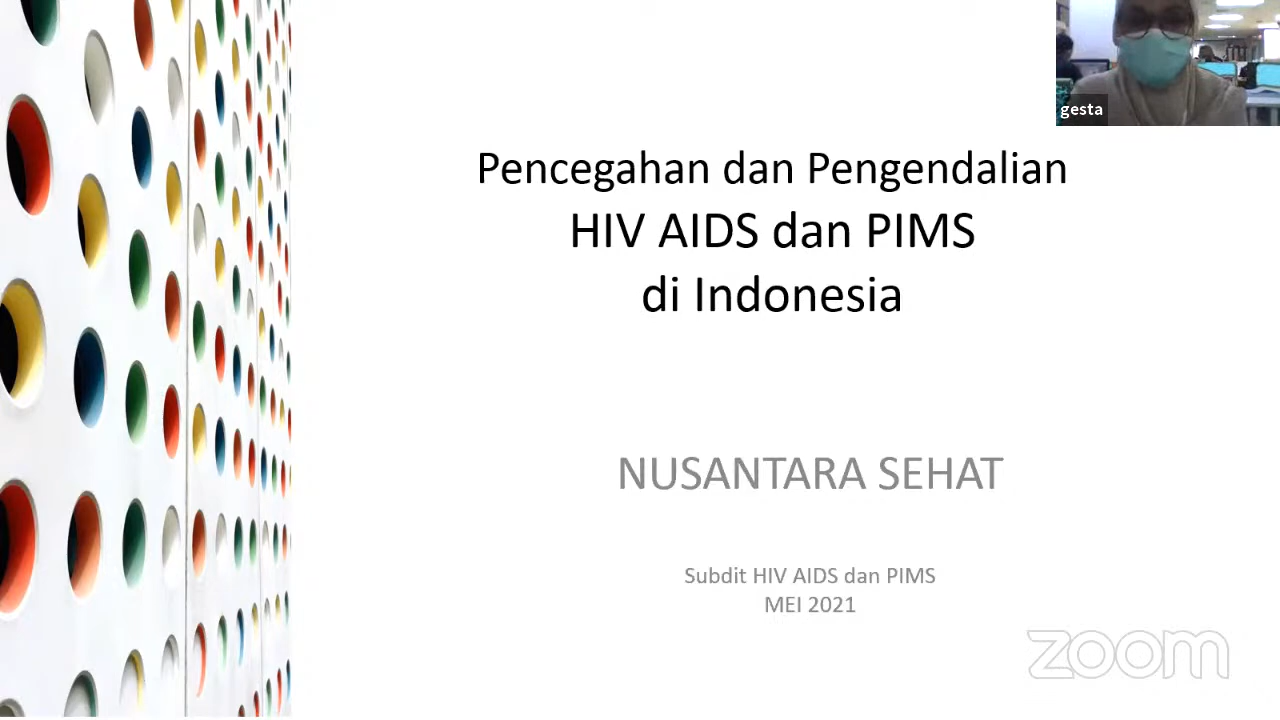 gesta
Pencegahan dan Pengendalian
HIV AIDS dan PIMS
di Indonesia
NUSANTARA SEHAT
Subdit HIV AIDS dan PIMS
MEI 2021
zoom